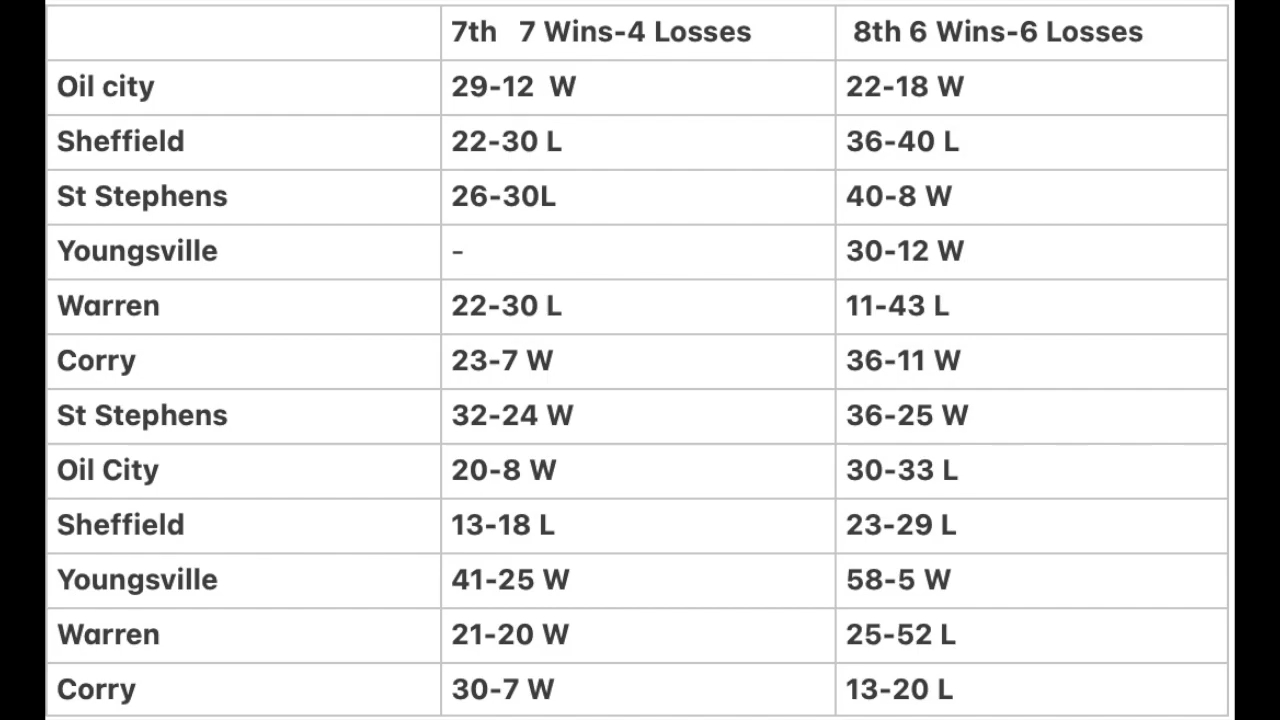 7th 7 Wins-4 Losses 8th 6 Wins-6 Losses
Oil city 29-12 W 22-18 W
Sheffield 22-30 L 36-40 L
St Stephens 26-30L 40-8 W
Youngsville - 30-12 W
Warren 22-30 L 11-43 L
Corry 23-7 W 36-11 W
St Stephens 32-24 W 36-25 W
Oil City 20-8 W 30-33 L
Sheffield 13-18 L 23-29 L
Youngsville 41-25 W 58-5 W
Warren 21-20 W 25-52 L
Corry 30-7 W 13-20 L